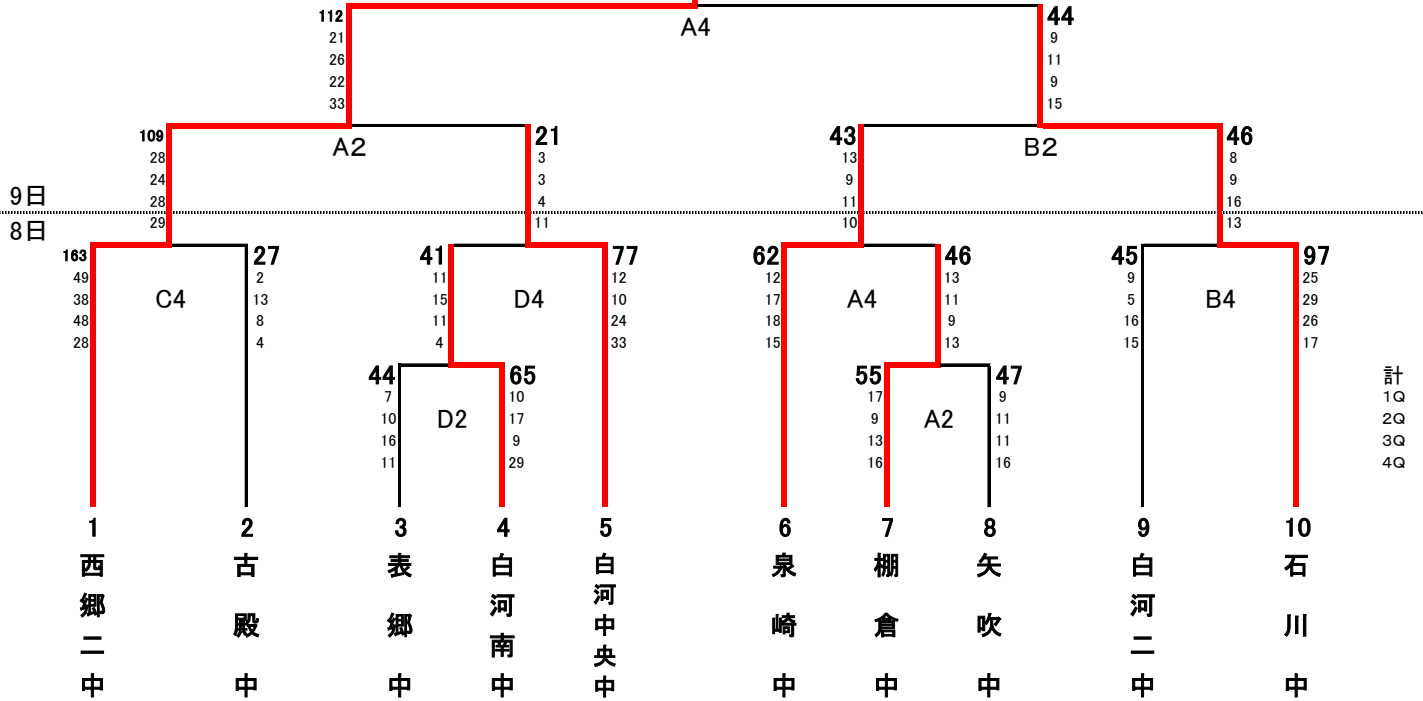 112 44
A4
21 9
26 11
22 9
33 15
109 21 43 46
A2 B2
28 3 13 8
24 3 9 9
9日
28 4 11 16
29 11 10 13
8日
163 27 41 77 62 46 45 97
49 2 11 12 12 13 9 25
C4 D4 A4 B4
38 13 15 10 17 11 5 29
48 8 11 24 18 9 16 26
28 4 4 33 15 13 15 17
44 65 55 47 計
7 10 17 9 1Q
D2 A2
10 17 9 11 2Q
16 9 13 11 3Q
11 29 16 16 4Q
1 2 3 4 5 6 7 8 9 10
西郷二中
古殿中
表郷中
白河南中
白河中央中
泉崎中
棚倉中
矢吹中
白河二中
石川中